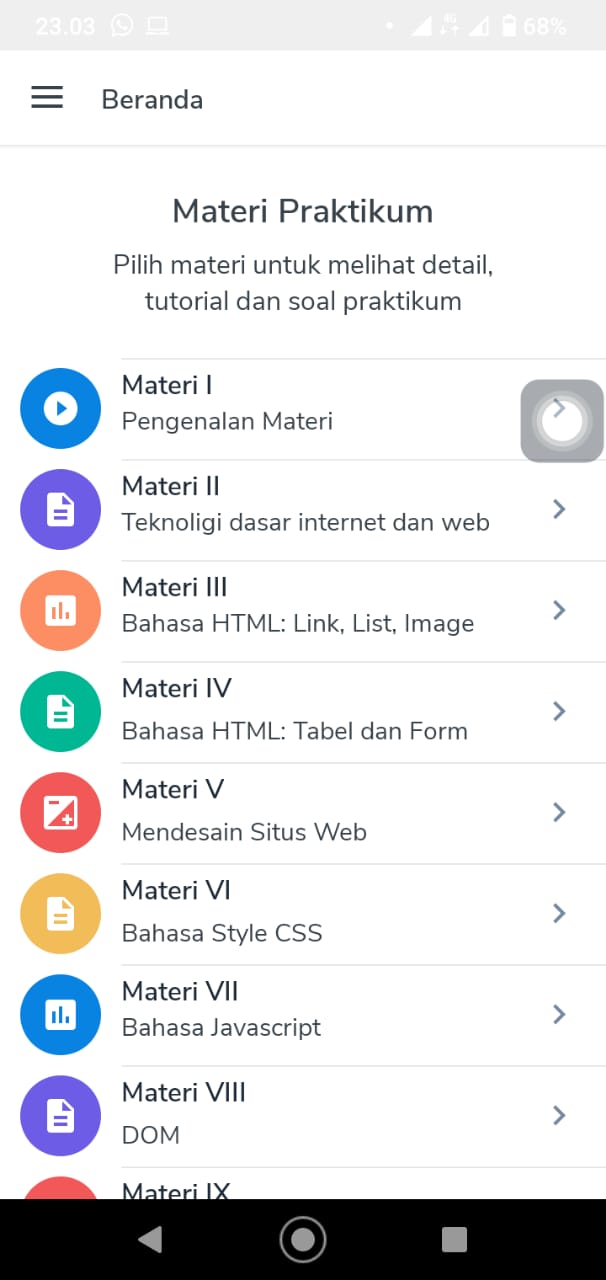 23.03
4G
68%
Beranda
Materi Praktikum
Pilih materi untuk melihat detail,
tutorial dan soal praktikum
Materi I
Pengenalan Materi
Materi II
Teknoligi dasar internet dan web
Materi III
Bahasa HTML: Link, List, Image
Materi IV
Bahasa HTML: Tabel dan Form
Materi V
Mendesain Situs Web
Materi VI
Bahasa Style CSS
Materi VII
Bahasa Javascript
Materi VIII
DOM
Materi IX